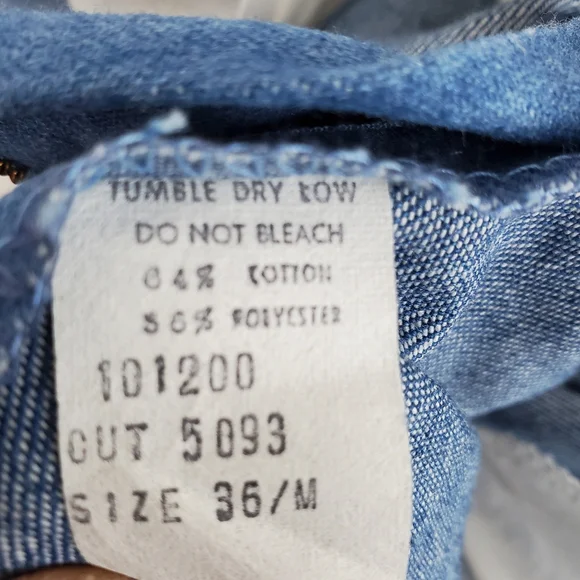 TUMBLE DRY LOW
DO NOT BLEACH
64% COTTON
36% POLYESTER
101200
CUT 5093
SIZE 36/M